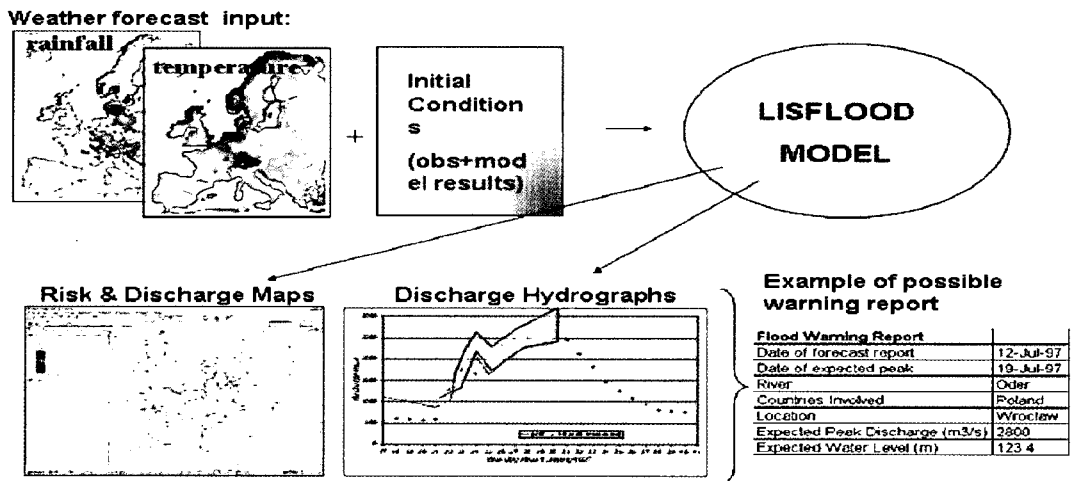 Weather forecast input:
rainfall
temperature
Initial
Condition
s
(obs+mod
el results)
+
LISFLOOD
MODEL
Risk & Discharge Maps
Discharge Hydrographs
Example of possible
warning report
Flood Warning Report
Date of forecast report 12-Jul-97
Date of expected peak 19-Jul-97
River Oder
Countries Involved Poland
Location Wroclaw
Expected Peak Discharge (m3/s) 2800
Expected Water Level (m) 123.4